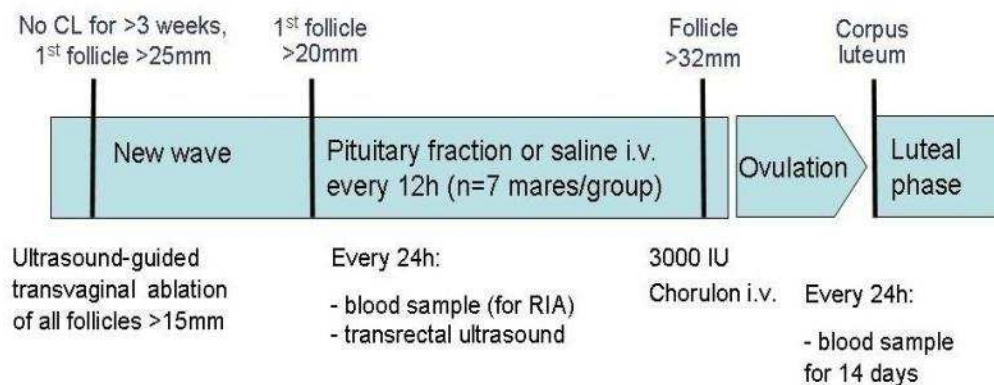 No CL for >3 weeks,
1st follicle >25mm
1st follicle
>20mm
Follicle
>32mm
Corpus
luteum
New wave
Pituitary fraction or saline i.v.
every 12h (n=7 mares/group)
Ovulation
Luteal
phase
Ultrasound-guided
transvaginal ablation
of all follicles >15mm
Every 24h:
- blood sample (for RIA)
- transrectal ultrasound
3000 IU
Chorulon i.v.
Every 24h:
- blood sample
for 14 days